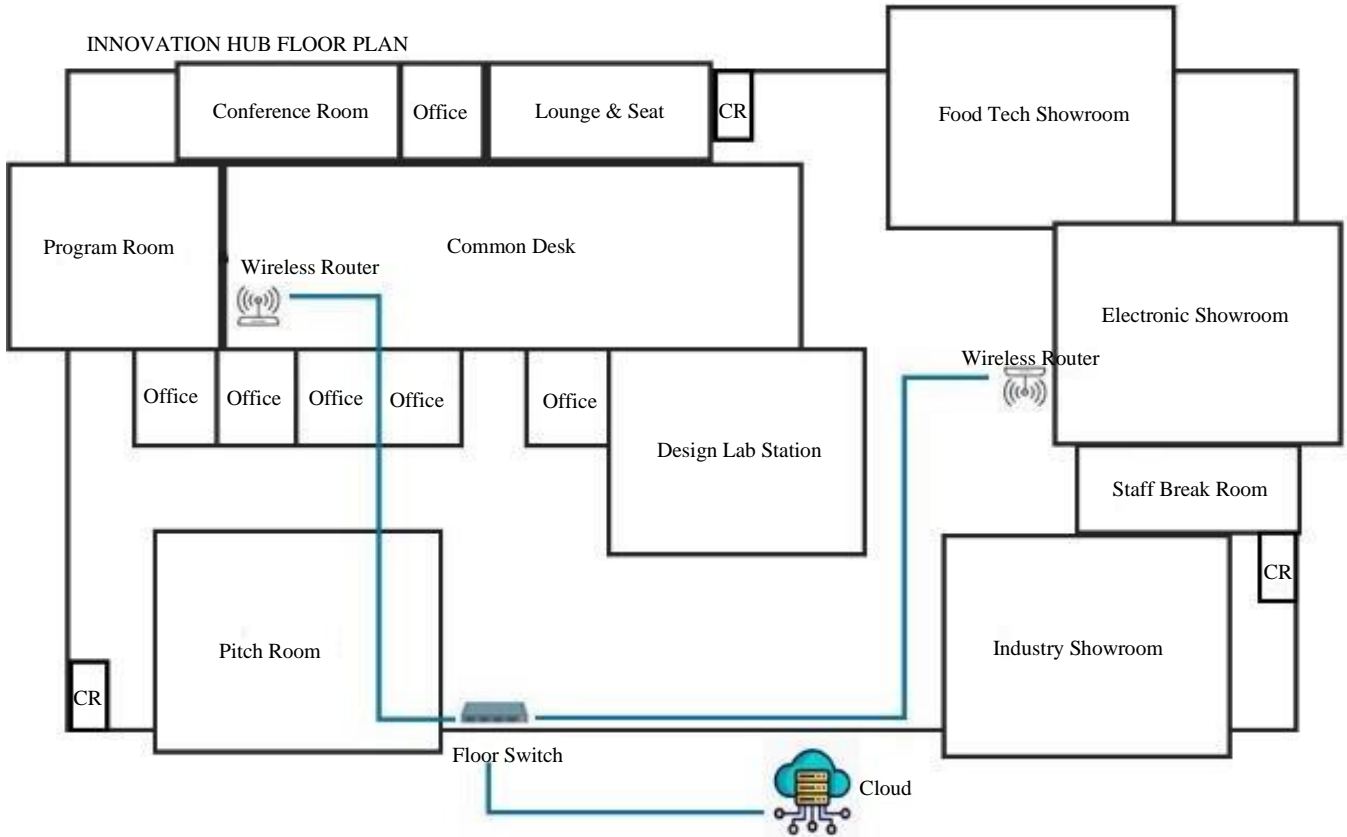 INNOVATION HUB FLOOR PLAN
Conference Room
Office
Lounge & Seat
CR
Food Tech Showroom
Program Room
Common Desk
Wireless Router
Electronic Showroom
Wireless Router
Office
Office
Office
Office
Office
Design Lab Station
Staff Break Room
CR
Pitch Room
Industry Showroom
CR
Floor Switch
Cloud